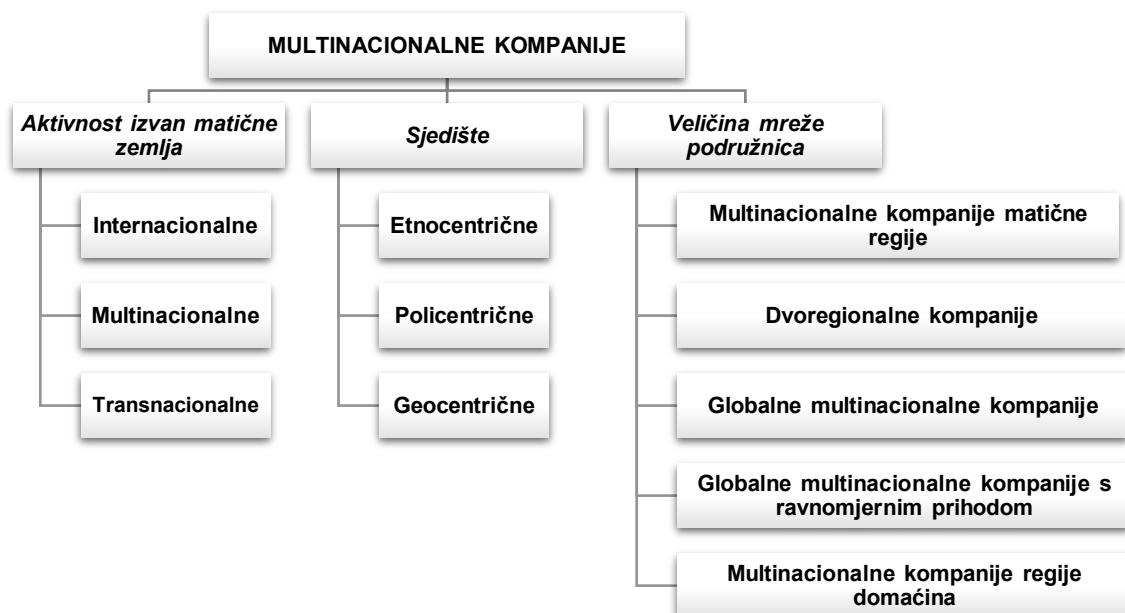 MULTINACIONALNE KOMPANIJE
Aktivnost izvan matične
zemlja
Internacionalne
Multinacionalne
Transnacionalne
Sjedište
Etnocentrične
Policentrične
Geocentrične
Veličina mreže
podružnica
Multinacionalne kompanije matične
regije
Dvoregionalne kompanije
Globalne multinacionalne kompanije
Globalne multinacionalne kompanije s
ravnomjernim prihodom
Multinacionalne kompanije regije
domaćina